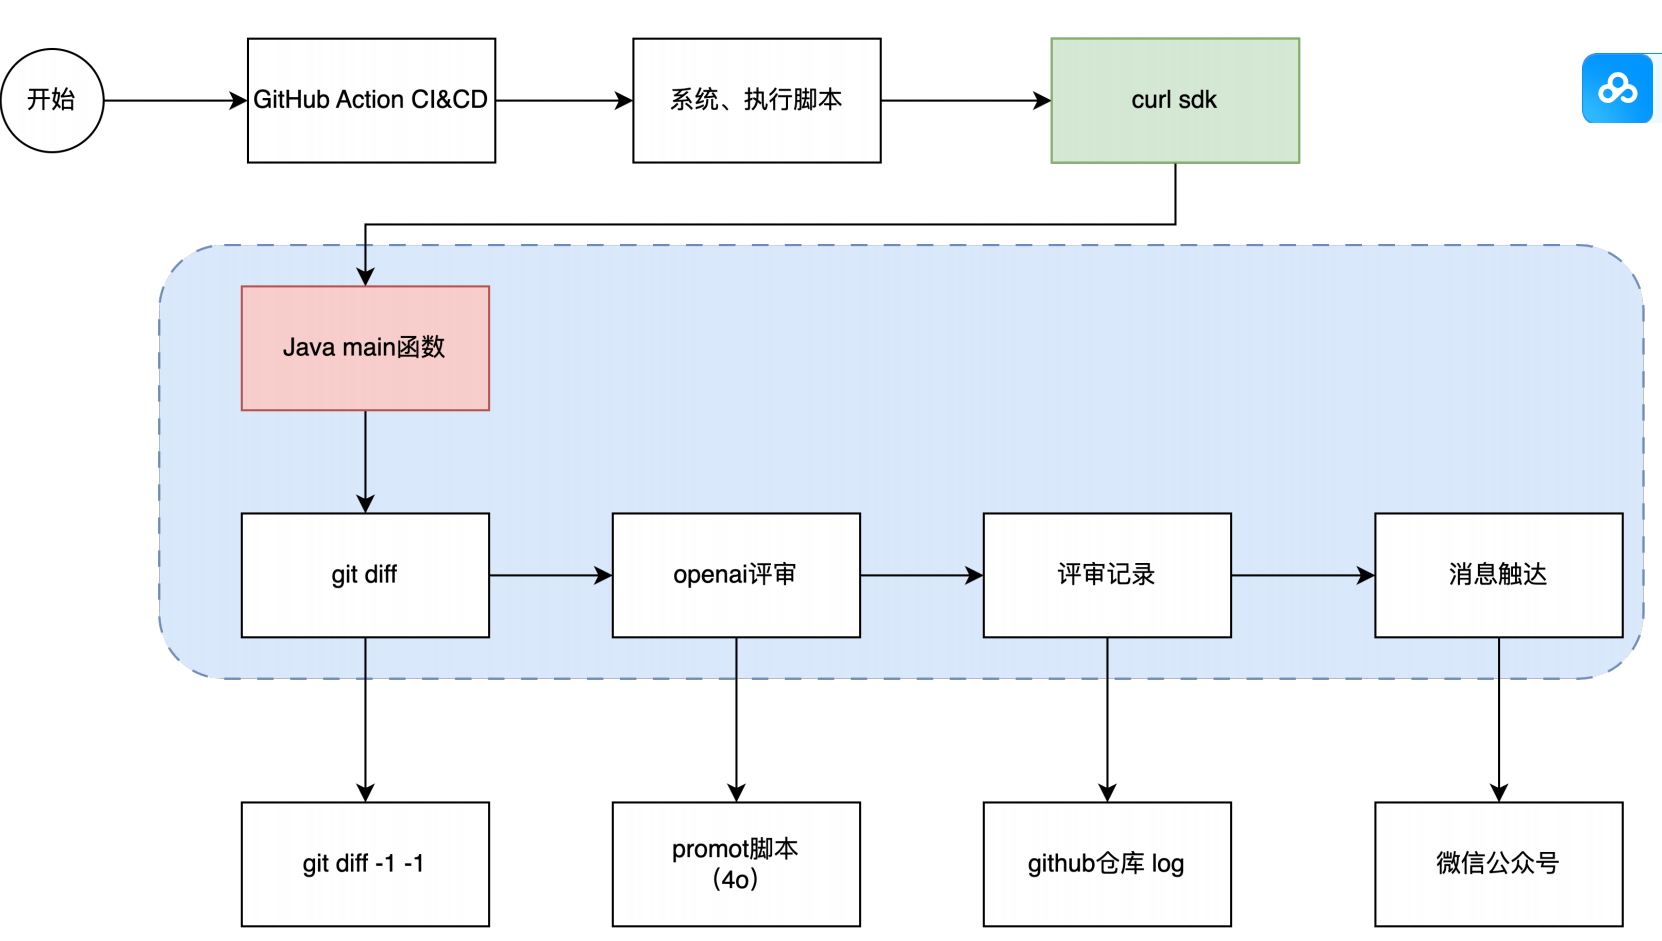 开始
GitHub Action CI&CD
系统、执行脚本
curl sdk
Java main函数
git diff
openai评审
评审记录
消息触达
git diff -1 -1
promot脚本
(4o)
github仓库 log
微信公众号